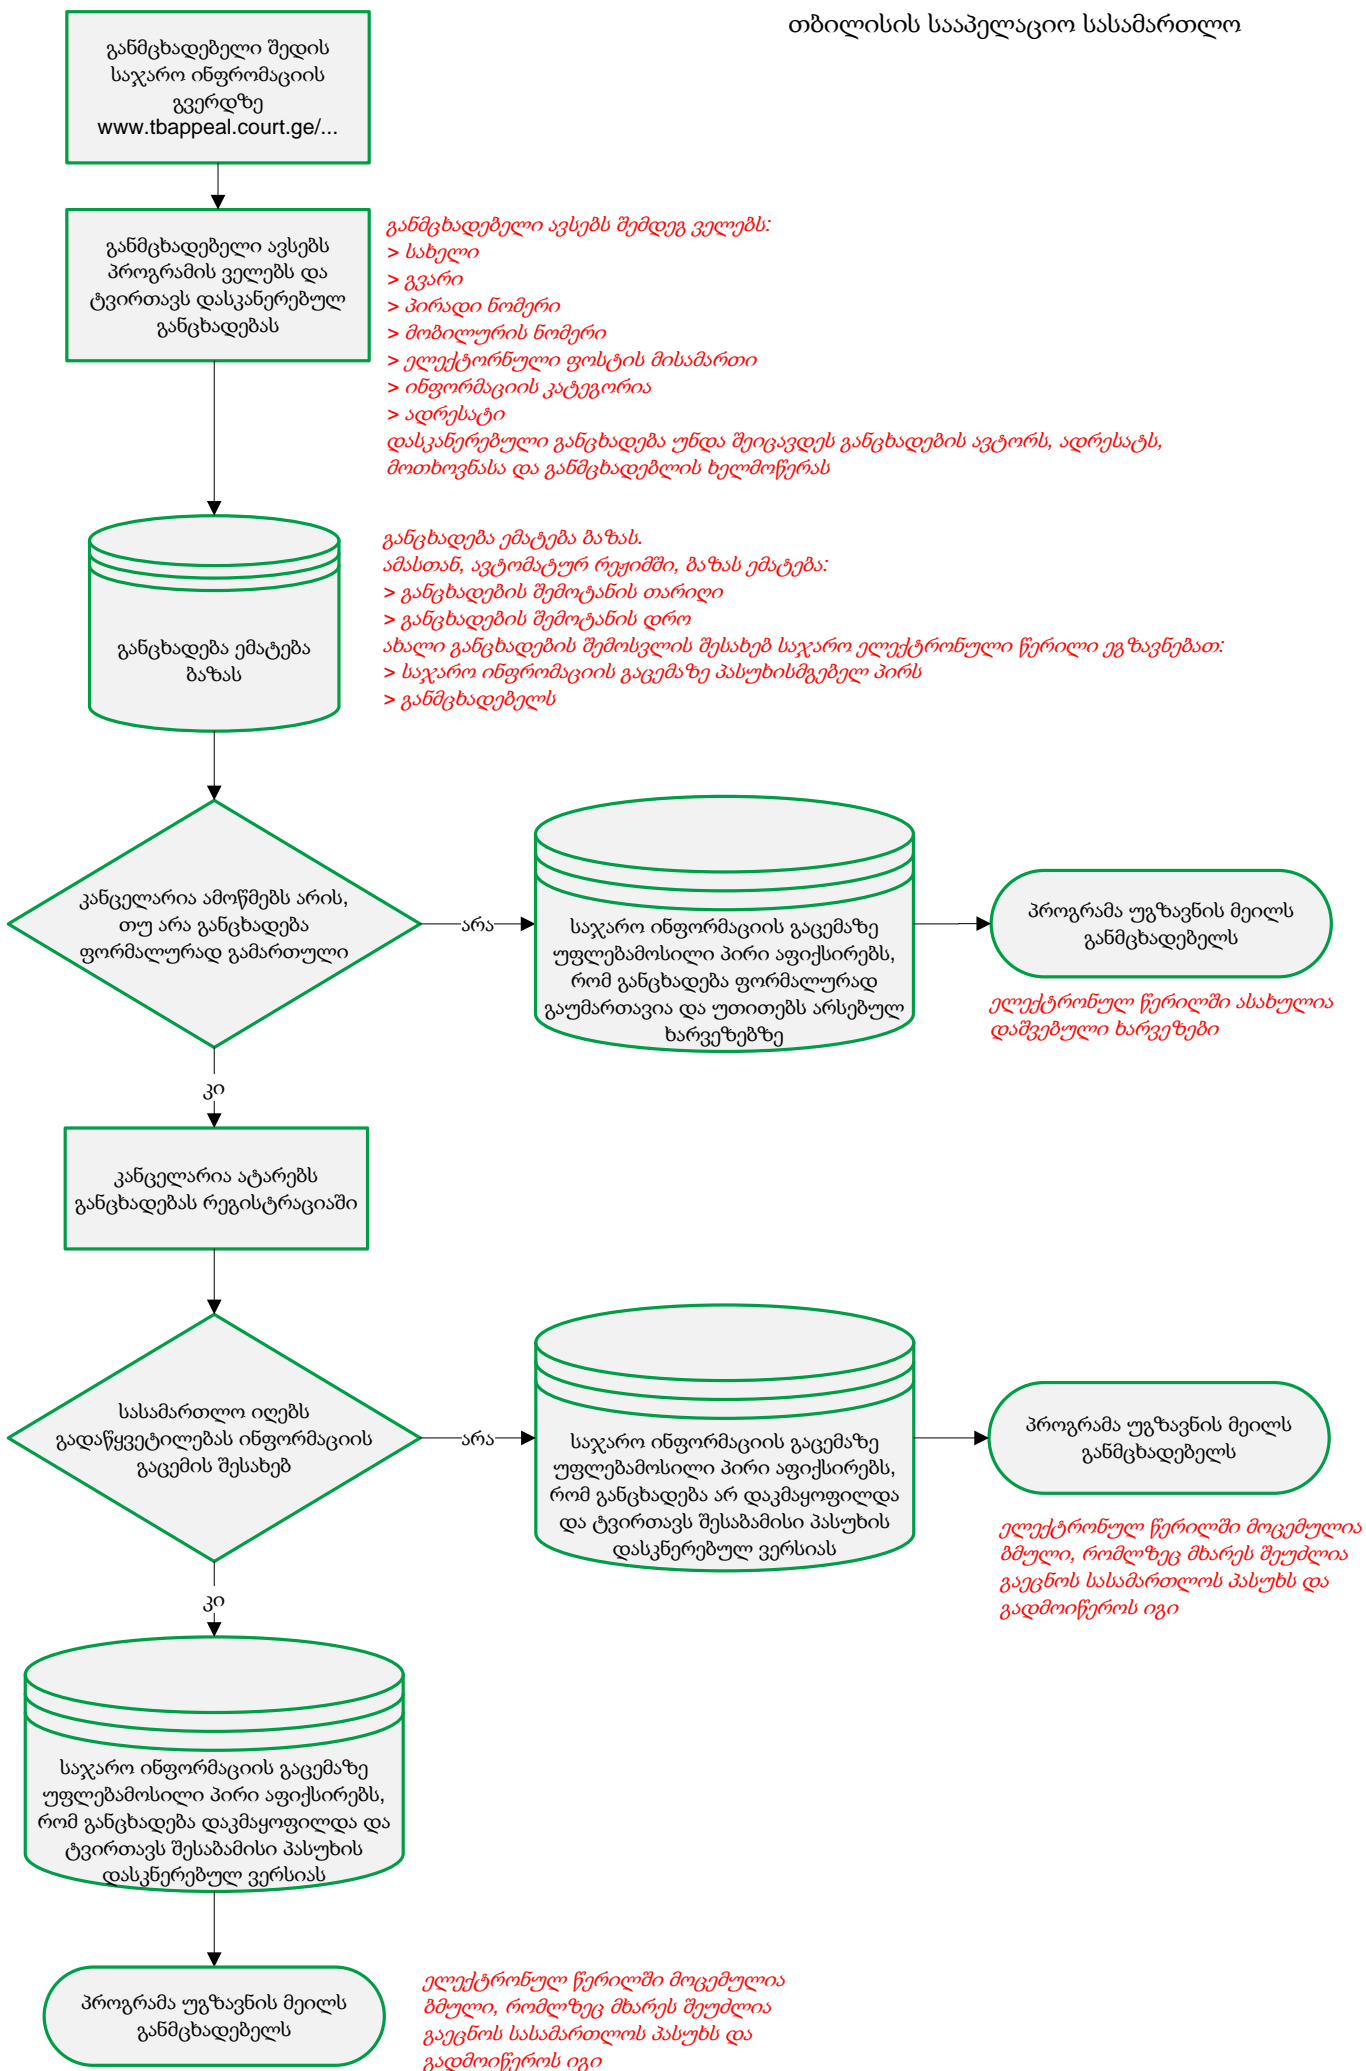 თბილისის სააპელაციო სასამართლო
განმცხადებელი შედის
საჯარო ინფრომაციის
გვერდზე
www.tbappeal.court.ge/...
განმცხადებელი ავსებს
პროგრამის ველებს და
ტვირთავს დასკანერებულ
განცხადებას
განმცხადებელი ავსებს შემდეგ ველებს:
> სახელი
> გვარი
> პირადი ნომერი
> მობილურის ნომერი
> ელექტორნული ფოსტის მისამართი
> ინფორმაციის კატეგორია
> ადრესატი
დასკანერებული განცხადება უნდა შეიცავდეს განცხადების ავტორს, ადრესატს,
მოთხოვნასა და განმცხადებლის ხელმოწერას
განცხადება ემატება
ბაზას
განცხადება ემატება ბაზას.
ამასთან, ავტომატურ რეჟიმში, ბაზას ემატება:
> განცხადების შემოტანის თარიღი
> განცხადების შემოტანის დრო
ახალი განცხადების შემოსვლის შესახებ საჯარო ელექტრონული წერილი ეგზავნებათ:
> საჯარო ინფრომაციის გაცემაზე პასუხისმგებელ პირს
> განმცხადებელს
კანცელარია ამოწმებს არის,
თუ არა განცხადება
ფორმალურად გამართული
არა
საჯარო ინფორმაციის გაცემაზე
უფლებამოსილი პირი აფიქსირებს,
რომ განცხადება ფორმალურად
გაუმართავია და უთითებს არსებულ
ხარვეზებზე
პროგრამა უგზავნის მეილს
განმცხადებელს
ელექტრონულ წერილში ასახულია
დაშვებული ხარვეზები
კი
კანცელარია ატარებს
განცხადებას რეგისტრაციაში
სასამართლო იღებს
გადაწყვეტილებას ინფორმაციის
გაცემის შესახებ
არა
საჯარო ინფორმაციის გაცემაზე
უფლებამოსილი პირი აფიქსირებს,
რომ განცხადება არ დაკმაყოფილდა
და ტვირთავს შესაბამისი პასუხის
დასკნერებულ ვერსიას
პროგრამა უგზავნის მეილს
განმცხადებელს
ელექტრონულ წერილში მოცემულია
ბმული, რომლზეც მხარეს შეუძლია
გაეცნოს სასამართლოს პასუხს და
გადმოიწეროს იგი
კი
საჯარო ინფორმაციის გაცემაზე
უფლებამოსილი პირი აფიქსირებს,
რომ განცხადება დაკმაყოფილდა და
ტვირთავს შესაბამისი პასუხის
დასკნერებულ ვერსიას
პროგრამა უგზავნის მეილს
განმცხადებელს
ელექტრონულ წერილში მოცემულია
ბმული, რომლზეც მხარეს შეუძლია
გაეცნოს სასამართლოს პასუხს და
გადმოიწეროს იგი